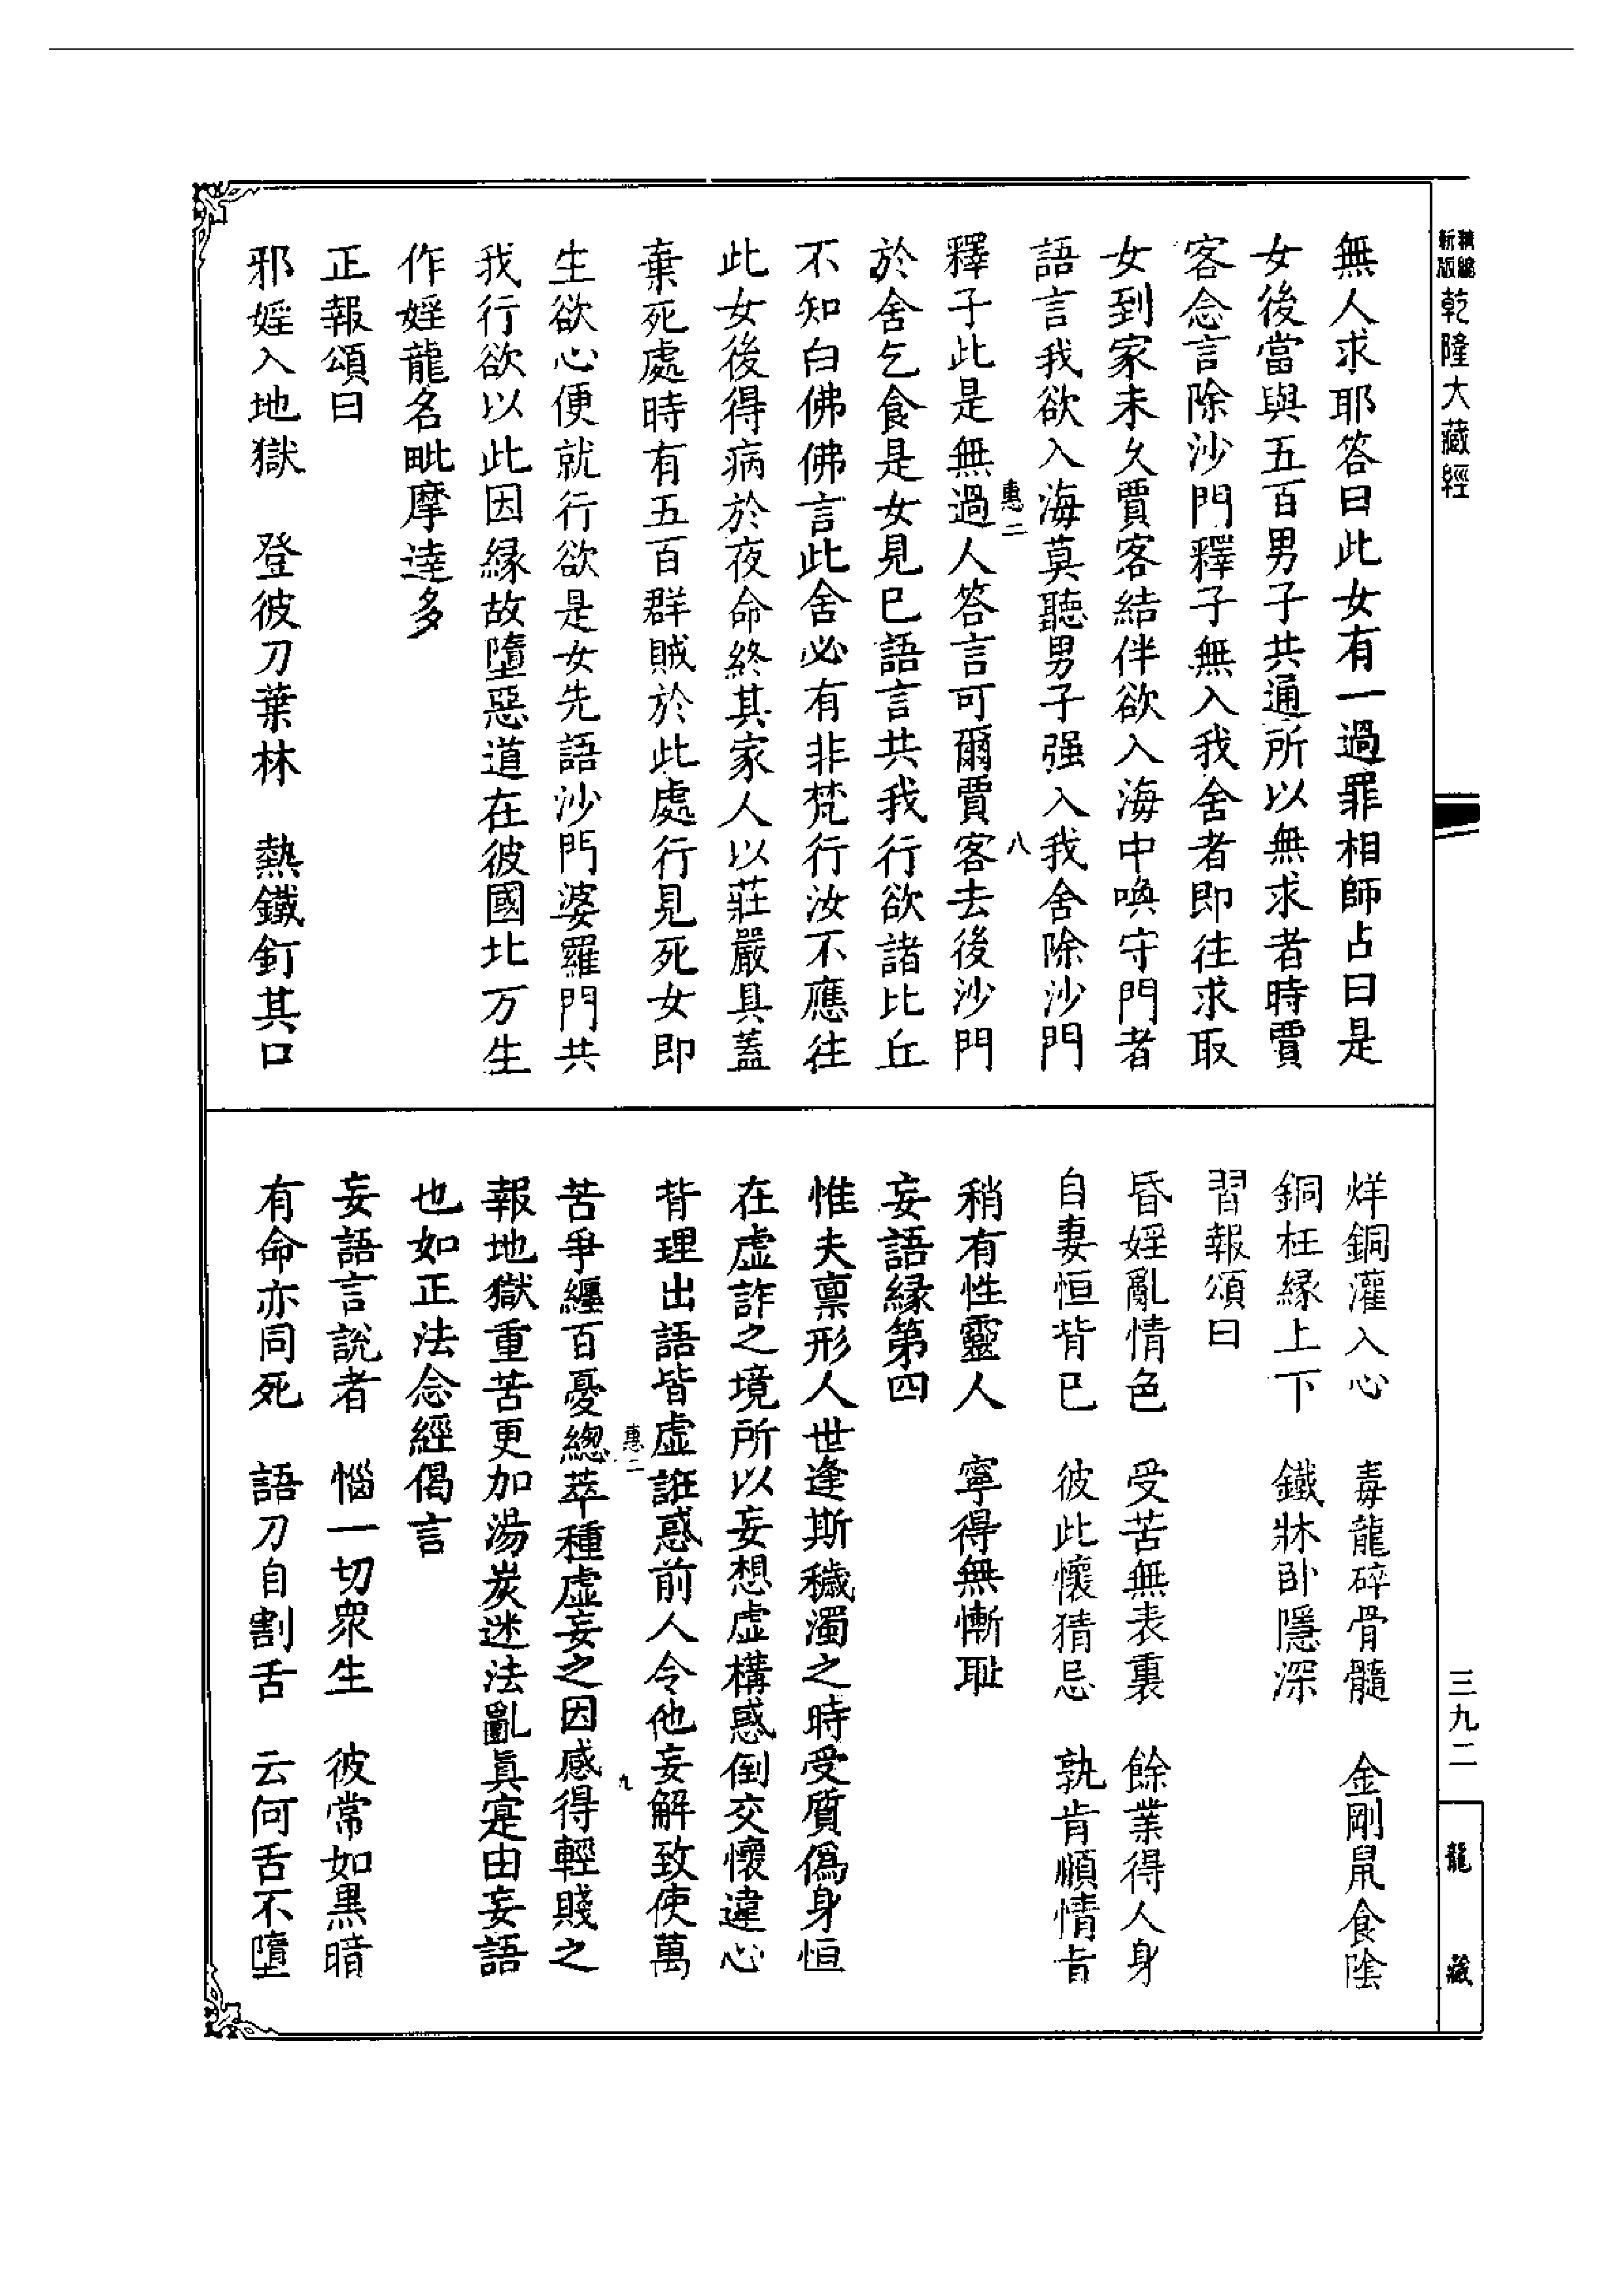 精編新版
乾隆大藏經
無人求耶答曰此女有一過罪相師占曰是
女後當與五百男子共通所以無求者時賈
客念言除沙門釋子無入我舍者即往求取
女到家未久賈客結伴欲入海中喚守門者
語言我欲入海莫聽男子强入我舍除沙門
惠二
八
釋子此是無過人答言可爾賈客去後沙門
於舍乞食是女見已語言共我行欲諸比丘
不知白佛佛言此舍必有非梵行汝不應往
此女後得病於夜命終其家人以莊嚴具蓋
棄死處時有五百群賊於此處行見死女即
生欲心便就行欲是女先語沙門婆羅門共
我行欲以此因緣故墮惡道在彼國北方生
作婬龍名毗摩達多
正報頌曰
邪婬入地獄　登彼刀葉林　熱鐵釘其口
烊銅灌入心　毒龍碎骨髓　金剛鼠食陰
銅柱緣上下　鐵牀卧隱深
習報頌曰
昏婬亂情色　受苦無表裏　餘業得人身
自妻恒背已　彼此懷猜忌　孰肯順情旨
稍有性靈人　寧得無慚耻
妄語緣第四
惟夫稟形人世逢斯穢濁之時受質僞身恒
在虛詐之境所以妄想虛構惑倒交懷違心
背理出語皆虛誑惑前人令他妄解致使萬
惠二
九
苦爭纏百憂總萃種虛妄之因感得輕賤之
報地獄重苦更加湯炭迷法亂眞寔由妄語
也如正法念經偈言
妄語言說者　惱一切衆生　彼常如黑暗
有命亦同死　語刀自割舌　云何舌不墮
三九二
龍
藏